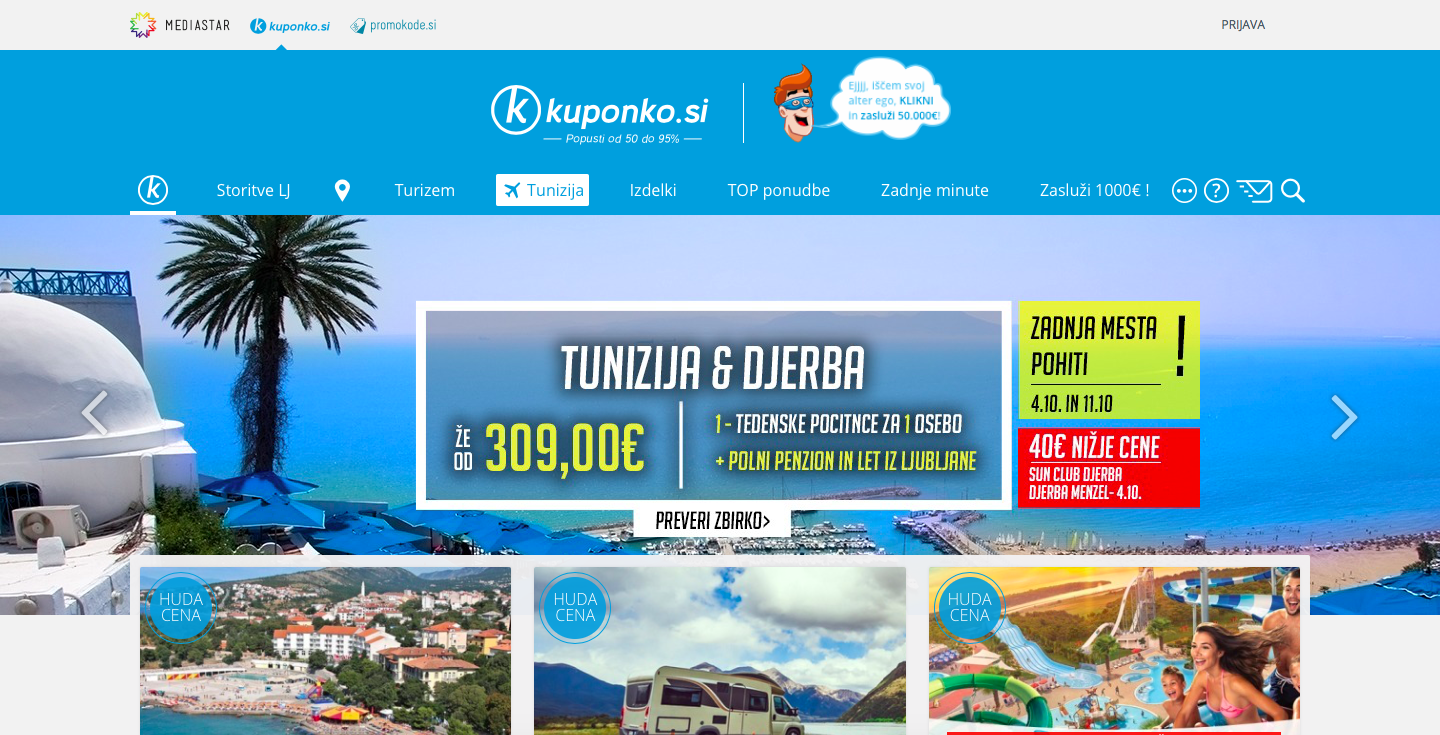 MEDIASTAR
kuponko.si
promokode.si
PRIJAVA
kuponko.si
Popusti od 50 do 95%
Ejjjj, iščem svoj
alter ego, KLIKNI
in zasluži 50.000€!
Storitve LJ
Turizem
Tunizija
Izdelki
TOP ponudbe
Zadnje minute
Zasluži 1000€ !
TUNIZIJA & DJERBA
ŽE
OD
309,00€
1 - TEDENSKE POCITNCE ZA 1 OSEBO
+ POLNI PENZION IN LET IZ LJUBLJANE
PREVERI ZBIRKO>
ZADNJA MESTA
POHITI
!
4.10. IN 11.10
40€ NIŽJE CENE
SUN CLUB DJERBA
DJERBA MENZEL- 4.10.
HUDA
CENA
HUDA
CENA
HUDA
CENA